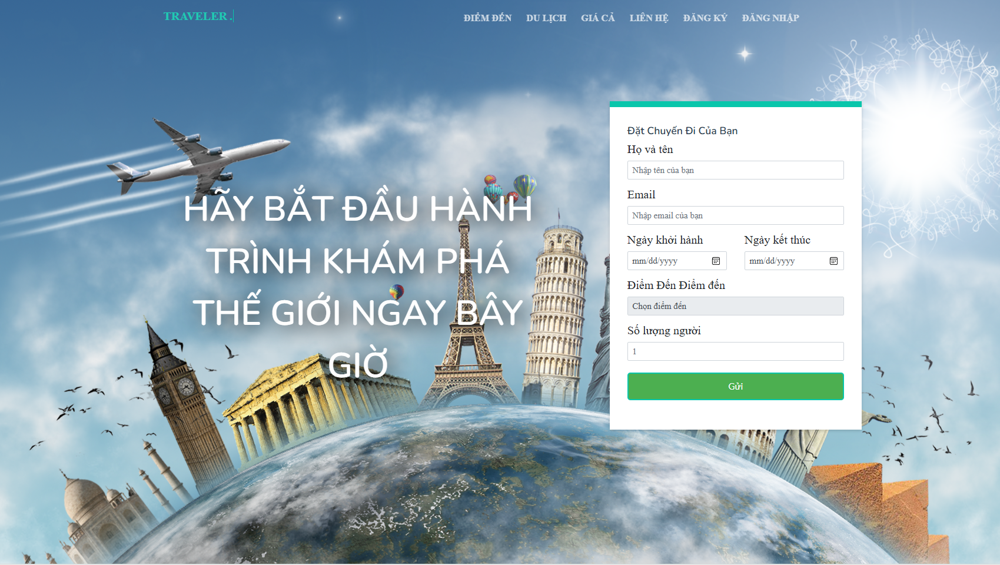 TRAVELER .
ĐIỂM ĐẾN DU LỊCH GIÁ CẢ LIÊN HỆ ĐĂNG KÝ ĐĂNG NHẬP
HÃY BẮT ĐẦU HÀNH
TRÌNH KHÁM PHÁ
THẾ GIỚI NGAY BÂY
GIỜ
Đặt Chuyến Đi Của Bạn
Họ và tên
Nhập tên của bạn
Email
Nhập email của bạn
Ngày khởi hành Ngày kết thúc
mm/dd/yyyy mm/dd/yyyy
Điểm Đến Điểm đến
Chọn điểm đến
Số lượng người
1
Gửi